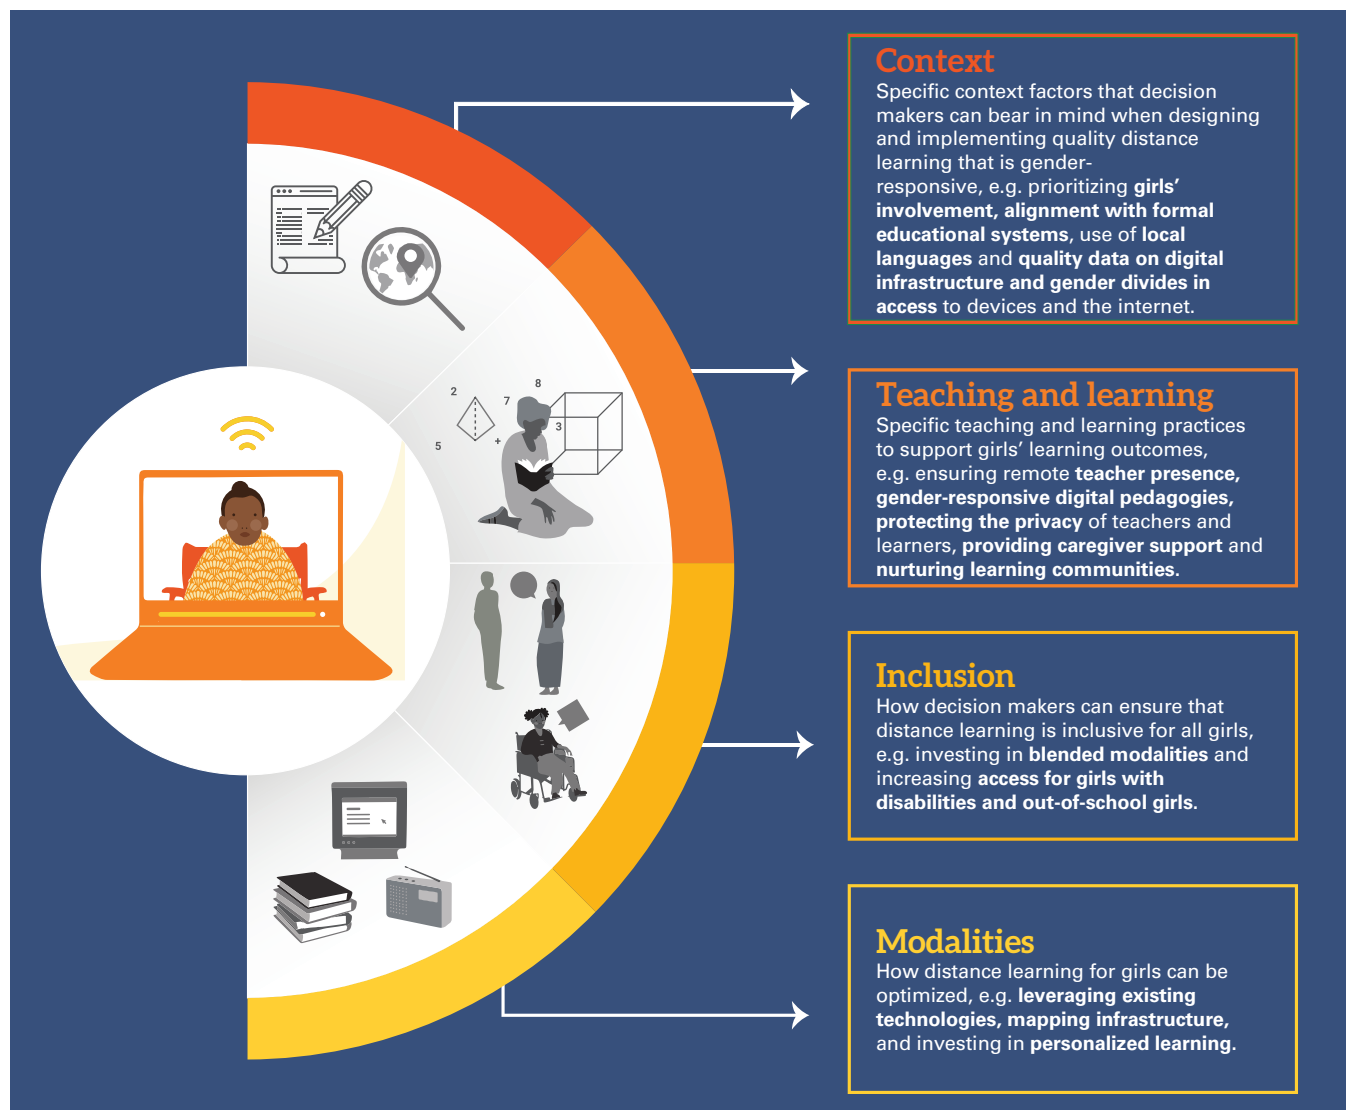 Context
Specific context factors that decision
makers can bear in mind when designing
and implementing quality distance
learning that is gender-
responsive, e.g. prioritizing girls’
involvement, alignment with formal
educational systems, use of local
languages and quality data on digital
infrastructure and gender divides in
access to devices and the internet.
2
8
7
3
5
+
Teaching and learning
Specific teaching and learning practices
to support girls’ learning outcomes,
e.g. ensuring remote teacher presence,
gender-responsive digital pedagogies,
protecting the privacy of teachers and
learners, providing caregiver support and
nurturing learning communities.
Inclusion
How decision makers can ensure that
distance learning is inclusive for all girls,
e.g. investing in blended modalities and
increasing access for girls with
disabilities and out-of-school girls.
Modalities
How distance learning for girls can be
optimized, e.g. leveraging existing
technologies, mapping infrastructure,
and investing in personalized learning.